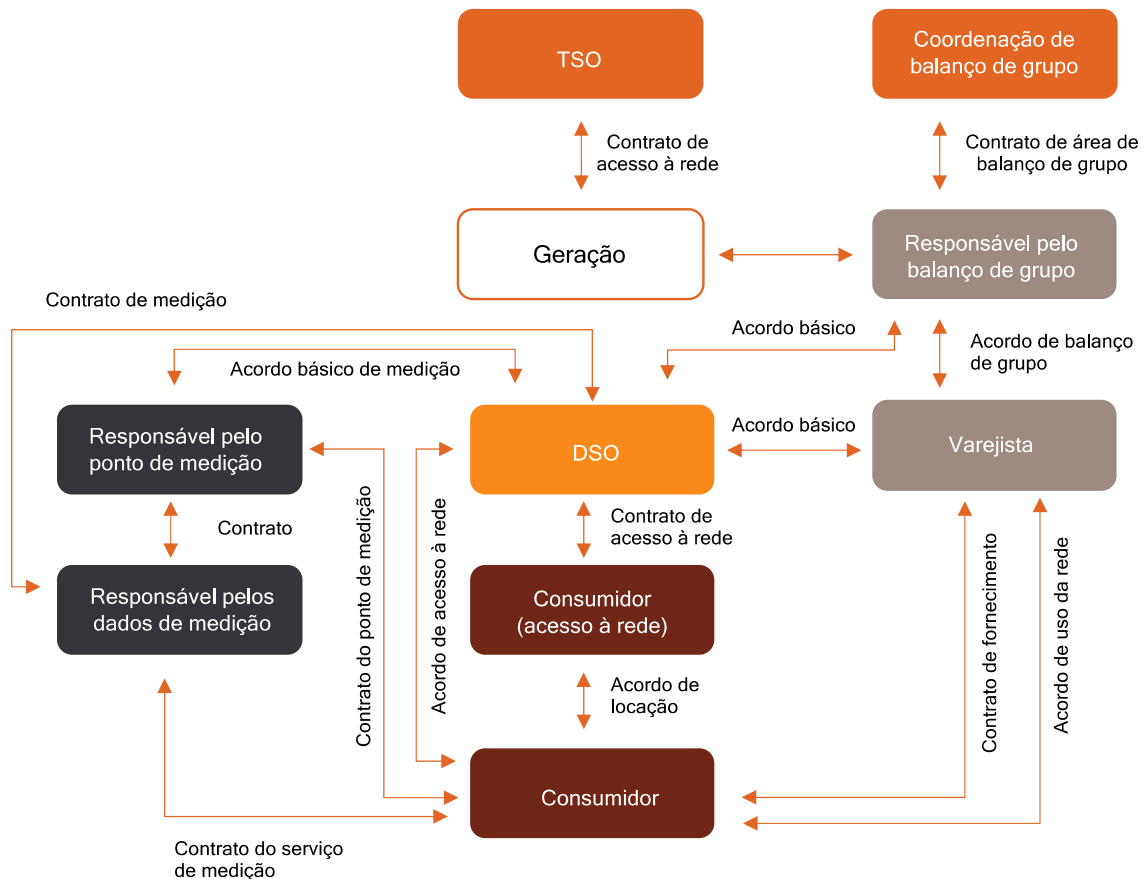 TSO
Coordenação de
balanço de grupo
Contrato de
acesso à rede
Contrato de área de
balanço de grupo
Geração
Responsável pelo
balanço de grupo
Contrato de medição
Acordo básico
Acordo de balanço
de grupo
Acordo básico de medição
Responsável pelo
ponto de medição
DSO
Acordo básico
Varejista
Contrato
Contrato do ponto de medição
Acordo de acesso à rede
Contrato de
acesso à rede
Contrato de fornecimento
Acordo de uso da rede
Responsável pelos
dados de medição
Consumidor
(acesso à rede)
Acordo de
locação
Consumidor
Contrato do serviço
de medição